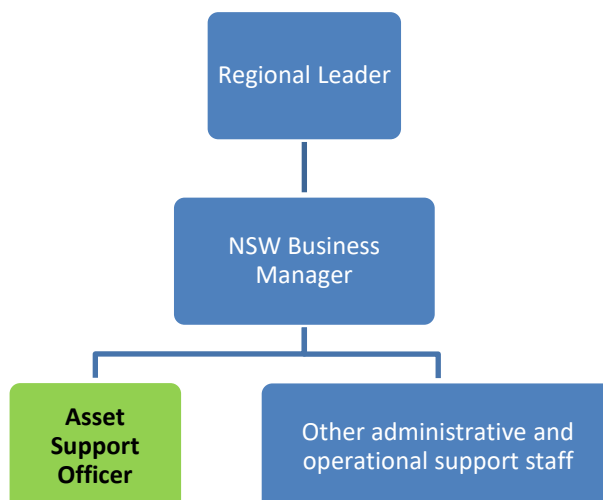 Regional Leader
NSW Business
Manager
Asset
Support
Officer
Other administrative and
operational support staff